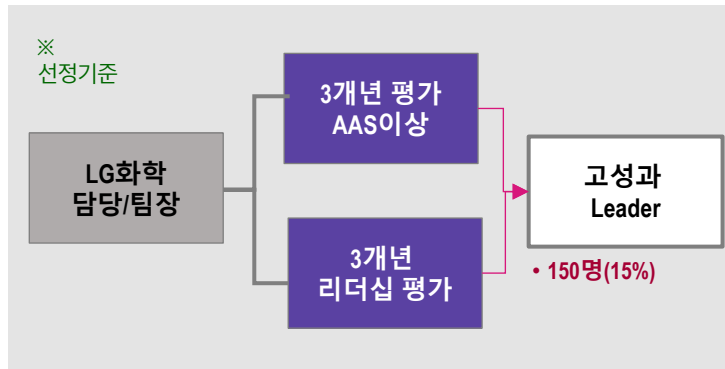 ※
선정기준
3개년 평가
AAS이상
LG화학
담당/팀장
고성과
Leader
3개년
리더십 평가
• 150명(15%)